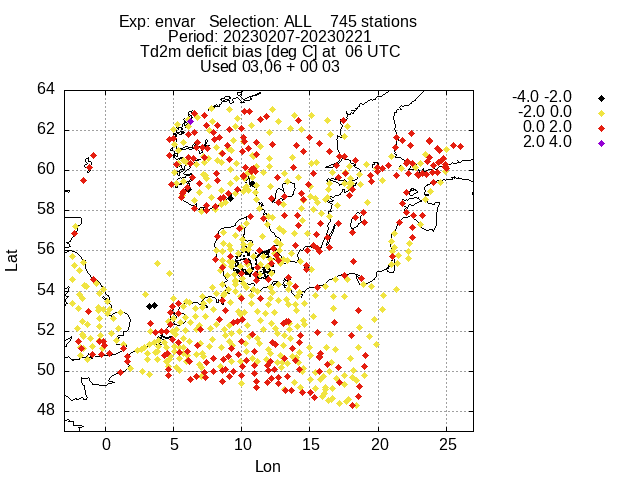 Exp: envar   Selection: ALL    745 stations
Period: 20230207-20230221
Td2m deficit bias [deg C] at  06 UTC
Used 03,06 + 00 03
-4.0 -2.0
-2.0 0.0
0.0 2.0
2.0 4.0
64
62
60
58
56
54
52
50
48
Lat
0 5 10 15 20 25
Lon